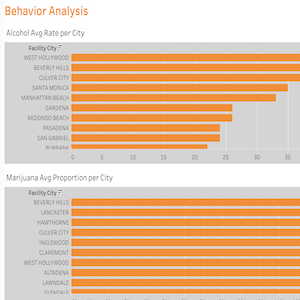 Behavior Analysis
Alcohol Avg Rate per City
Facility City
WEST HOLLYWOOD
BEVERLY HILLS
CULVER CITY
SANTA MONICA
MANHATTAN BEACH
GARDENA
REDONDO BEACH
PASADENA
SAN GABRIEL
BURBANK
0 5 10 15 20 25 30 35
Marijuana Avg Proportion per City
Facility City
BEVERLY HILLS
LANCASTER
HAWTHORNE
CULVER CITY
INGLEWOOD
CLAREMONT
WEST HOLLYWOOD
ALTADENA
LAWNDALE
GLENDALE